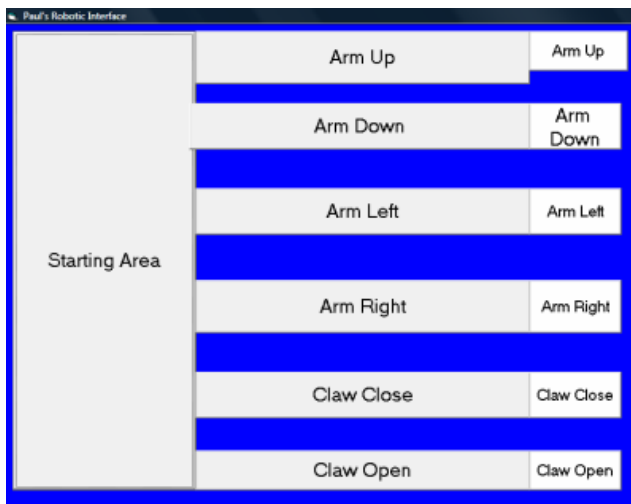 Paul's Robotic Interface
Arm Up
Arm Up
Arm Down
Arm
Down
Arm Left
Arm Left
Starting Area
Arm Right
Arm Right
Claw Close
Claw Close
Claw Open
Claw Open